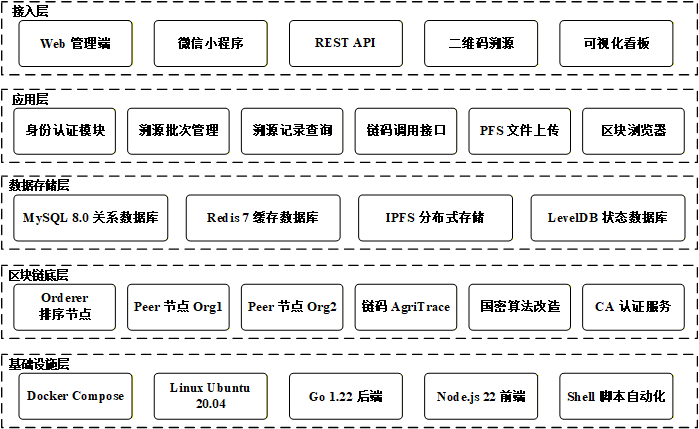 接入层
Web 管理端
微信小程序
REST API
二维码溯源
可视化看板
应用层
身份认证模块
溯源批次管理
溯源记录查询
链码调用接口
PFS 文件上传
区块浏览器
数据存储层
MySQL 8.0 关系数据库
Redis 7 缓存数据库
IPFS 分布式存储
LevelDB 状态数据库
区块链底层
Orderer
排序节点
Peer 节点 Org1
Peer 节点 Org2
链码 AgriTrace
国密算法改造
CA 认证服务
基础设施层
Docker Compose
Linux Ubuntu
20.04
Go 1.22 后端
Node.js 22 前端
Shell 脚本自动化